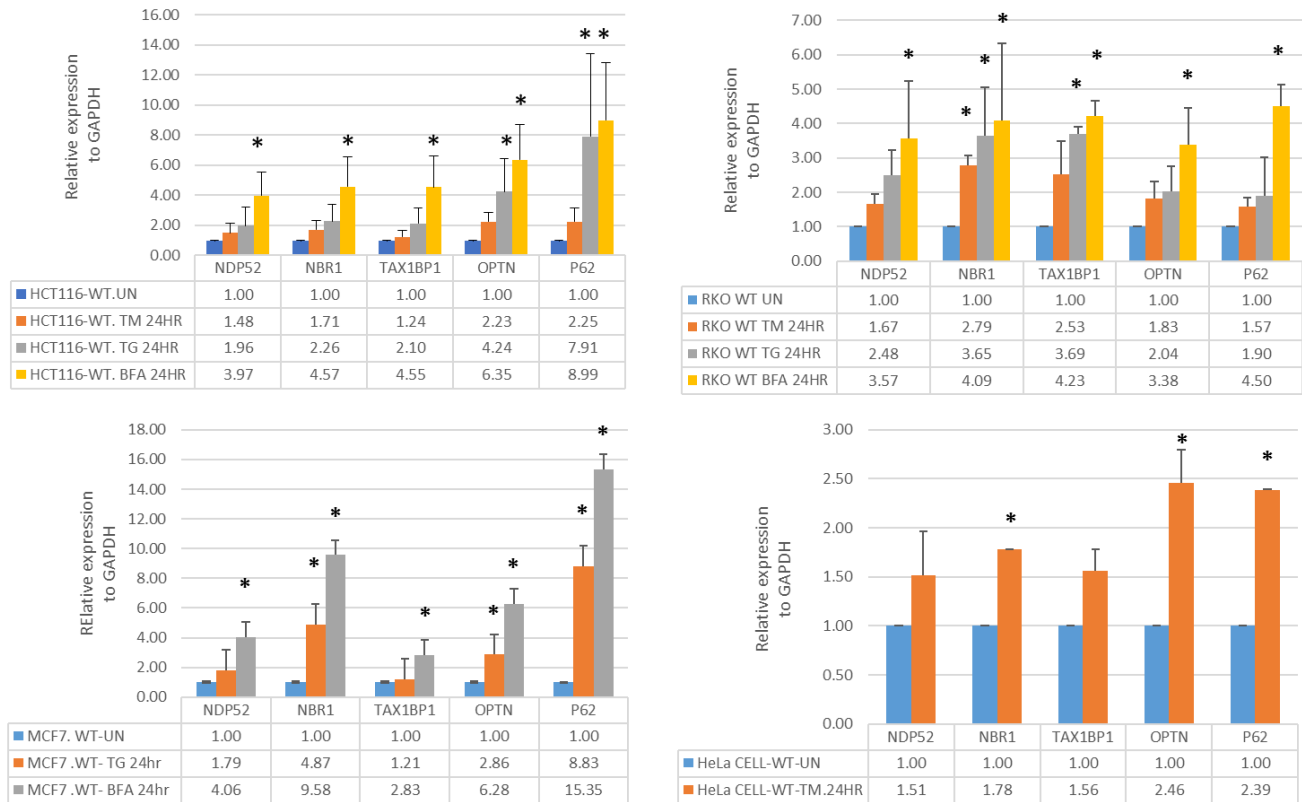 Relative expression
to GAPDH
16.00
14.00
12.00
10.00
8.00
6.00
4.00
2.00
0.00
* * * * * * *
NDP52 NBR1 TAX1BP1 OPTN P62
HCT116-WT.UN 1.00 1.00 1.00 1.00 1.00
HCT116-WT. TM 24HR 1.48 1.71 1.24 2.23 2.25
HCT116-WT. TG 24HR 1.96 2.26 2.10 4.24 7.91
HCT116-WT. BFA 24HR 3.97 4.57 4.55 6.35 8.99
Relative expression
to GAPDH
7.00
6.00
5.00
4.00
3.00
2.00
1.00
0.00
* * * * * * * *
NDP52 NBR1 TAX1BP1 OPTN P62
RKO WT UN 1.00 1.00 1.00 1.00 1.00
RKO WT TM 24HR 1.67 2.79 2.53 1.83 1.57
RKO WT TG 24HR 2.48 3.65 3.69 2.04 1.90
RKO WT BFA 24HR 3.57 4.09 4.23 3.38 4.50
RElative expression
to GAPDH
18.00
16.00
14.00
12.00
10.00
8.00
6.00
4.00
2.00
0.00
* * * * * * * *
NDP52 NBR1 TAX1BP1 OPTN P62
MCF7. WT-UN 1.00 1.00 1.00 1.00 1.00
MCF7 .WT- TG 24hr 1.79 4.87 1.21 2.86 8.83
MCF7 .WT- BFA 24hr 4.06 9.58 2.83 6.28 15.35
Relative expression
to GAPDH
3.00
2.50
2.00
1.50
1.00
0.50
0.00
* * *
NDP52 NBR1 TAX1BP1 OPTN P62
HeLa CELL-WT-UN 1.00 1.00 1.00 1.00 1.00
HeLa CELL-WT-TM.24HR 1.51 1.78 1.56 2.46 2.39